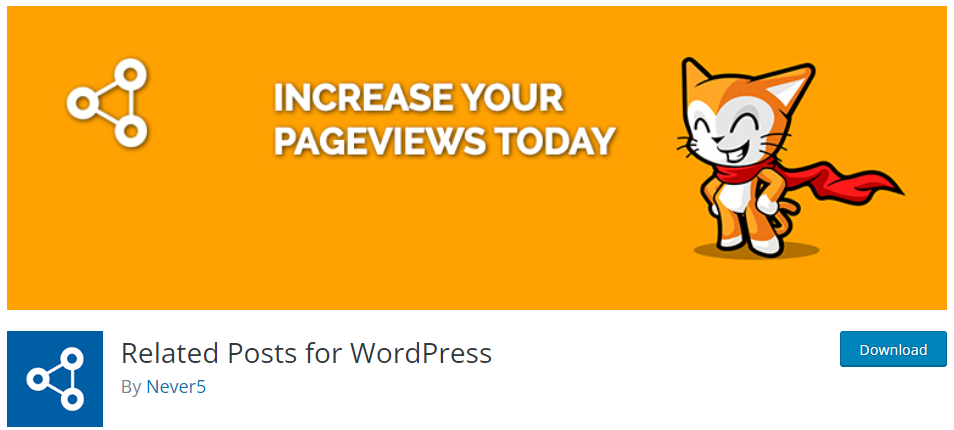 INCREASE YOUR
PAGEVIEWS TODAY
Related Posts for WordPress
Download
By Never5